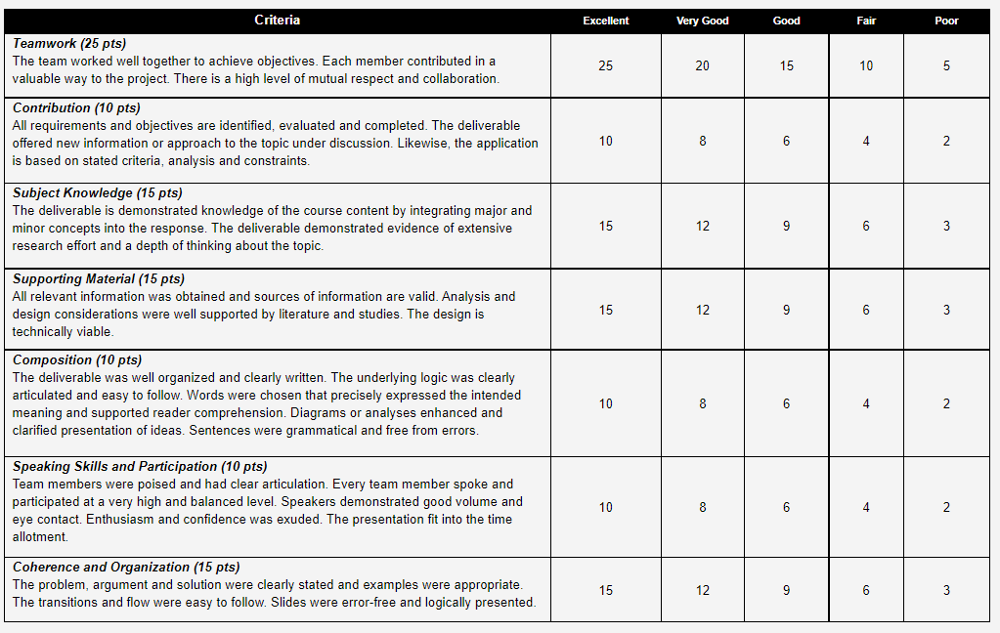 Criteria Excellent Very Good Good Fair Poor
Teamwork (25 pts)
The team worked well together to achieve objectives. Each member contributed in a
valuable way to the project. There is a high level of mutual respect and collaboration.
25 20 15 10 5
Contribution (10 pts)
All requirements and objectives are identified, evaluated and completed. The deliverable
offered new information or approach to the topic under discussion. Likewise, the application
is based on stated criteria, analysis and constraints.
10 8 6 4 2
Subject Knowledge (15 pts)
The deliverable is demonstrated knowledge of the course content by integrating major and
minor concepts into the response. The deliverable demonstrated evidence of extensive
research effort and a depth of thinking about the topic.
15 12 9 6 3
Supporting Material (15 pts)
All relevant information was obtained and sources of information are valid. Analysis and
design considerations were well supported by literature and studies. The design is
technically viable.
15 12 9 6 3
Composition (10 pts)
The deliverable was well organized and clearly written. The underlying logic was clearly
articulated and easy to follow. Words were chosen that precisely expressed the intended
meaning and supported reader comprehension. Diagrams or analyses enhanced and
clarified presentation of ideas. Sentences were grammatical and free from errors.
10 8 6 4 2
Speaking Skills and Participation (10 pts)
Team members were poised and had clear articulation. Every team member spoke and
participated at a very high and balanced level. Speakers demonstrated good volume and
eye contact. Enthusiasm and confidence was exuded. The presentation fit into the time
allotment.
10 8 6 4 2
Coherence and Organization (15 pts)
The problem, argument and solution were clearly stated and examples were appropriate.
The transitions and flow were easy to follow. Slides were error-free and logically presented.
15 12 9 6 3